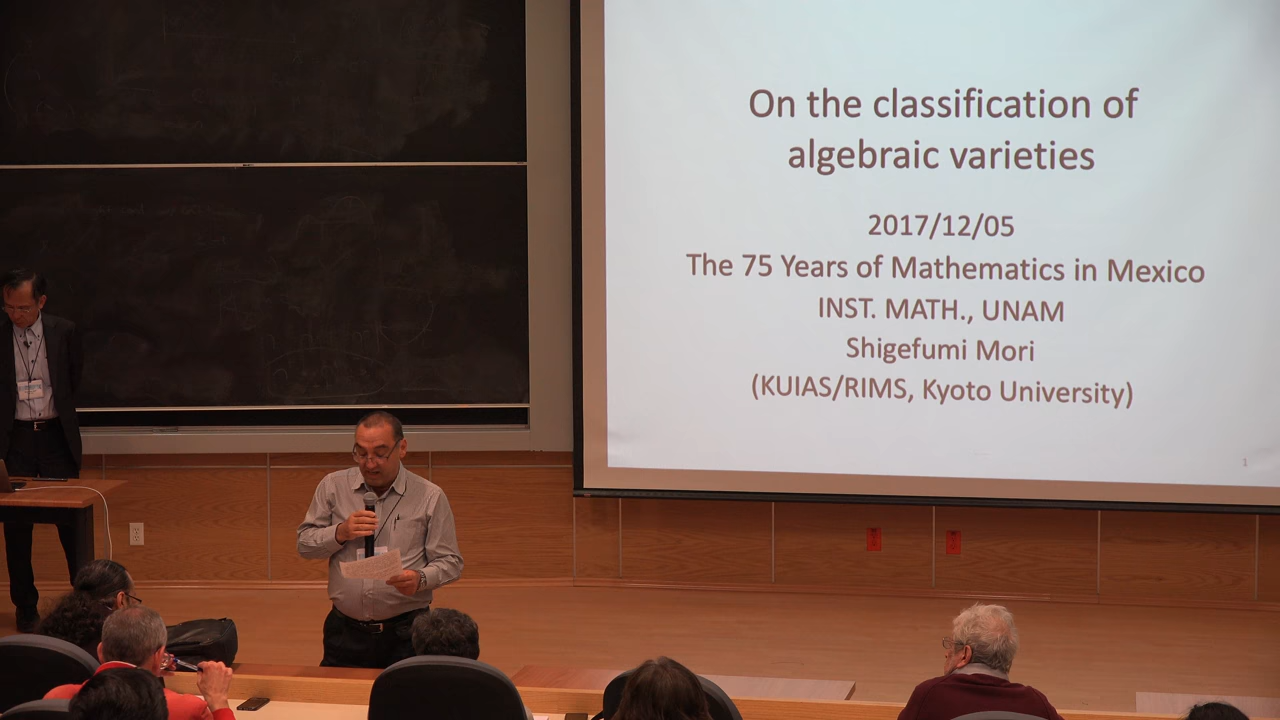 On the classification of
algebraic varieties
2017/12/05
The 75 Years of Mathematics in Mexico
INST. MATH., UNAM
Shigefumi Mori
(KUIAS/RIMS, Kyoto University)
1